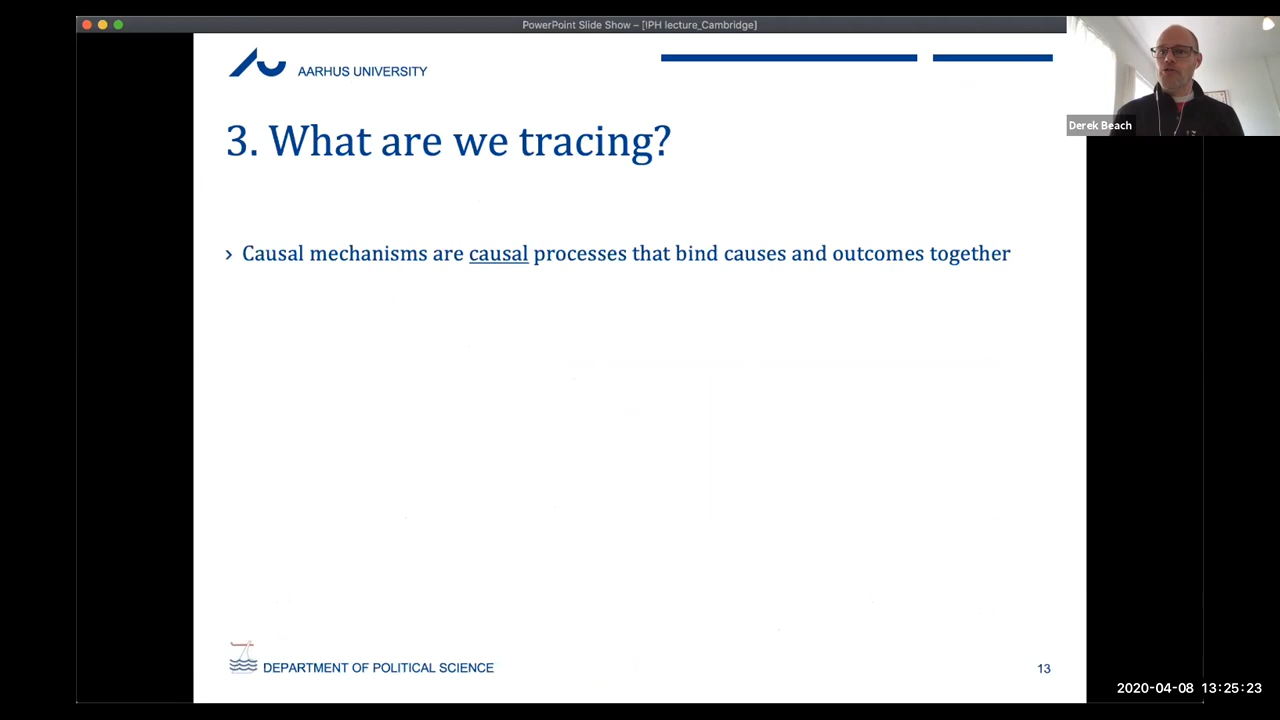 PowerPoint Slide Show – [IPH lecture_Cambridge]
AARHUS UNIVERSITY
Derek Beach
3. What are we tracing?
› Causal mechanisms are causal processes that bind causes and outcomes together
DEPARTMENT OF POLITICAL SCIENCE
13
2020-04-08 13:25:23